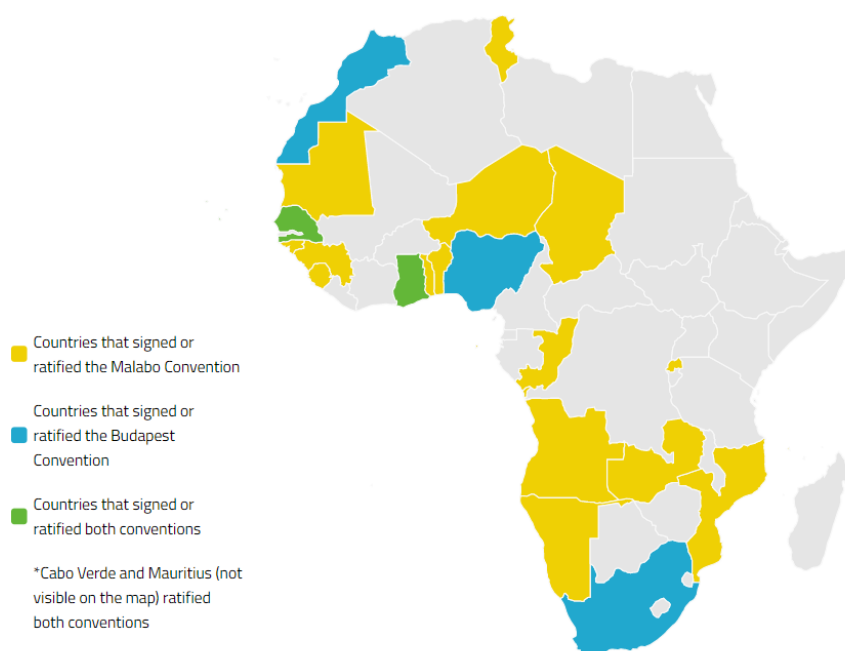 Countries that signed or
ratified the Malabo Convention
Countries that signed or
ratified the Budapest
Convention
Countries that signed or
ratified both conventions
*Cabo Verde and Mauritius (not
visible on the map) ratified
both conventions